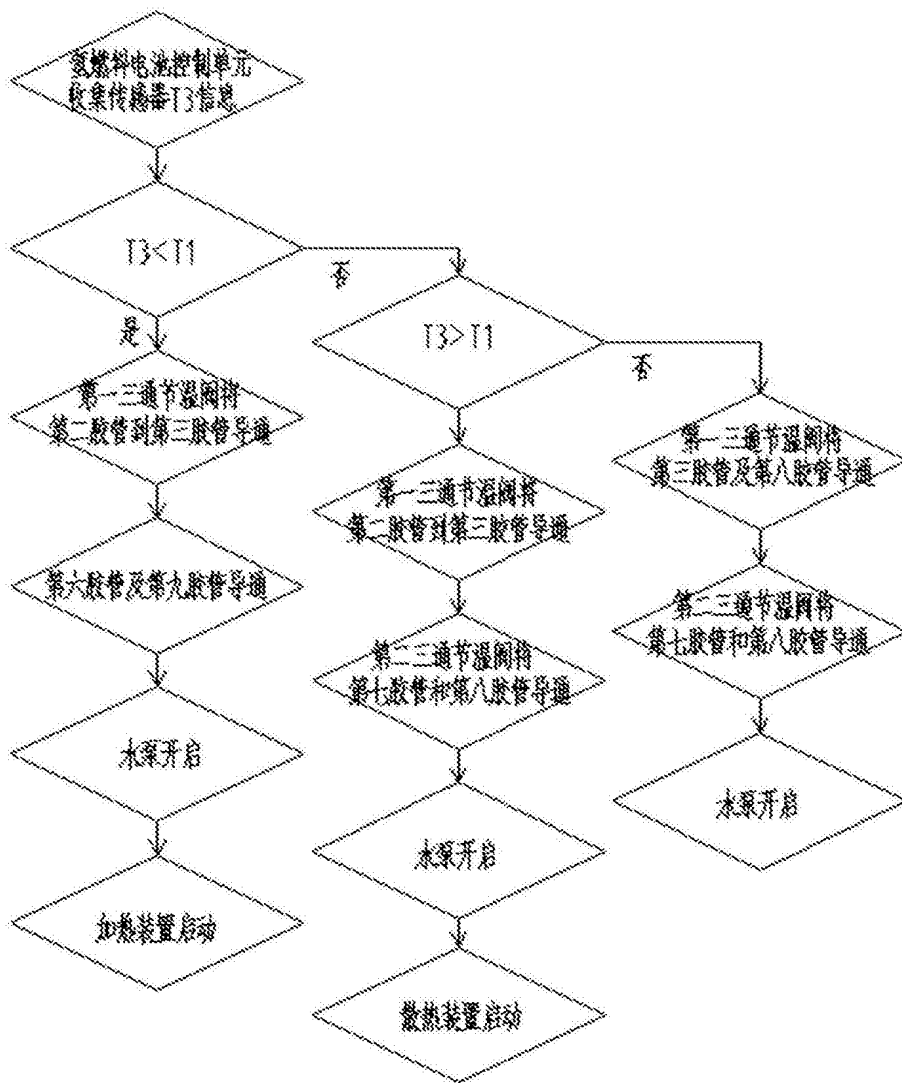 氢燃料电池控制单元
收集传感器T3信息
T3<T1
否
是
T3>T1
否
第一三通节温阀将
第二胶管到第三胶管导通
第一三通节温阀将
第三胶管及第八胶管导通
第一三通节温阀将
第二胶管到第三胶管导通
第六胶管及第九胶管导通
第二三通节温阀将
第七胶管和第八胶管导通
第二三通节温阀将
第七胶管和第八胶管导通
水泵开启
水泵开启
水泵开启
加热装置启动
散热装置启动